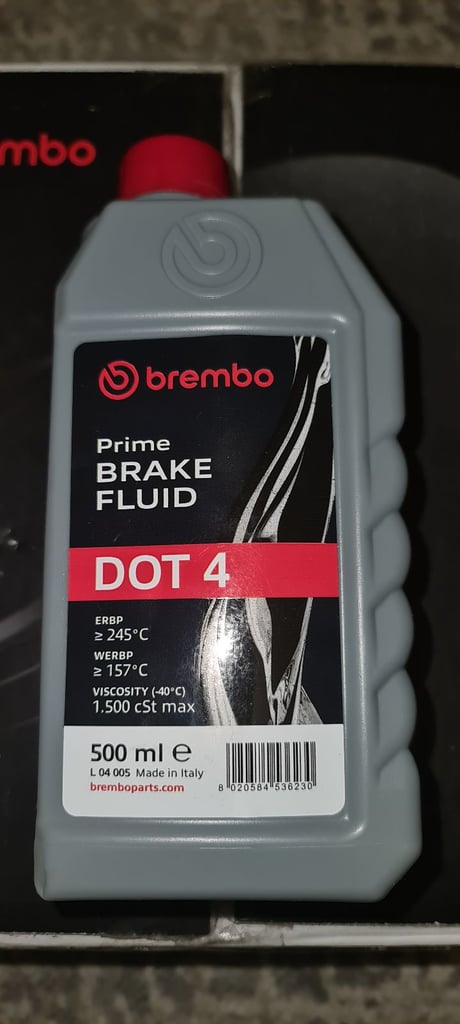 mbo
brembo
Prime
BRAKE
FLUID
DOT 4
ERBP
≥ 245°C
WERBP
≥ 157°C
VISCOSITY (-40°C)
1.500 cSt max
500 ml ℮
L 04 005 Made in Italy
bremboparts.com
8 020584 536230